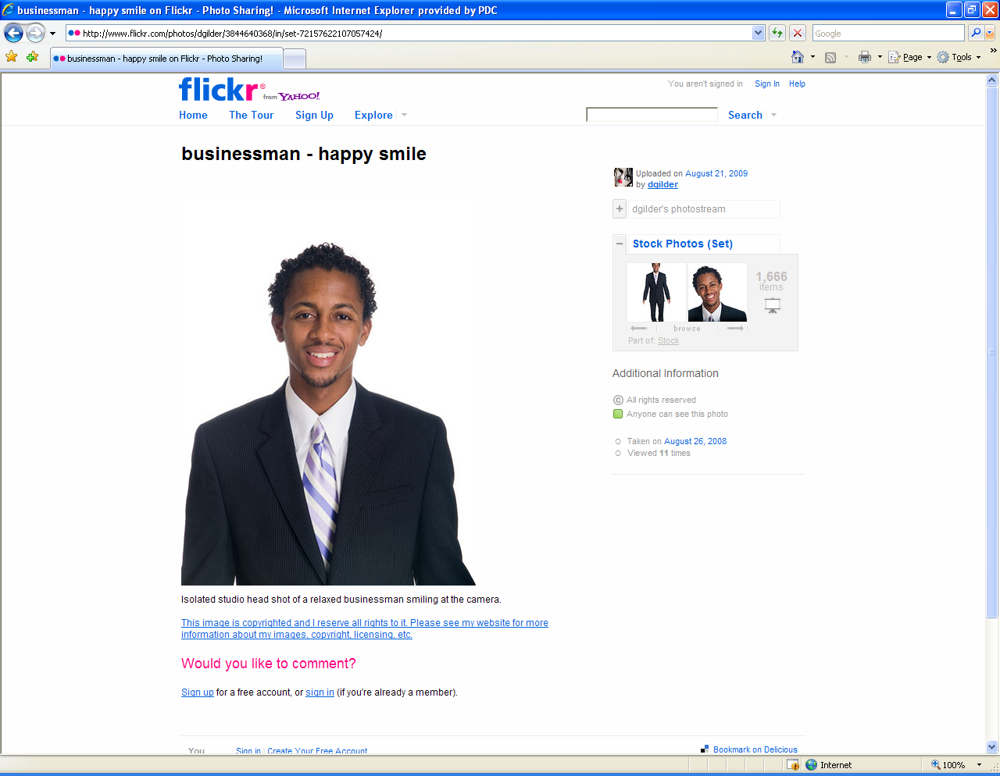 businessman - happy smile on Flickr - Photo Sharing! - Microsoft Internet Explorer provided by PDC
http://www.flickr.com/photos/dgilder/3844640368/in/set-72157622107057424/
Google
businessman - happy smile on Flickr - Photo Sharing!
Page
Tools
flickr® from YAHOO!
You aren't signed in Sign In Help
Home The Tour Sign Up Explore
Search
businessman - happy smile
Uploaded on August 21, 2009
by dgilder
+ dgilder's photostream
− Stock Photos (Set)
1,666
items
browse
Part of: Stock
Additional Information
© All rights reserved
Anyone can see this photo
Taken on August 26, 2008
Viewed 11 times
Isolated studio head shot of a relaxed businessman smiling at the camera.
This image is copyrighted and I reserve all rights to it. Please see my website for more
information about my images, copyright, licensing, etc.
Would you like to comment?
Sign up for a free account, or sign in (if you're already a member).
You Sign in | Create Your Free Account
Bookmark on Delicious
Internet
100%